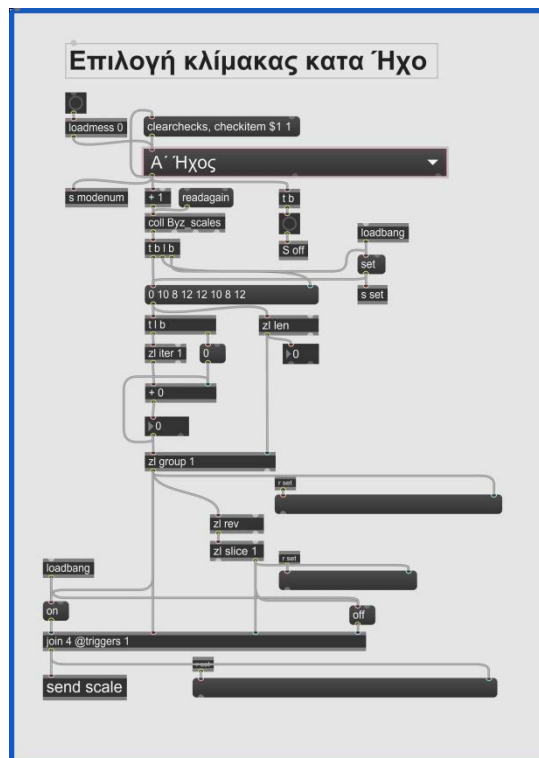 Επιλογή κλίμακας κατα Ήχο
loadmess 0
clearchecks, checkitem $1 1
Α΄ Ήχος
s modenum
+ 1
readagain
t b
coll Byz_scales
loadbang
t b l b
S off
set
0 10 8 12 12 10 8 12
s set
t l b
zl len
zl iter 1
0
0
+ 0
0
zl group 1
r set
zl rev
zl slice 1
r set
loadbang
on
off
join 4 @triggers 1
send scale